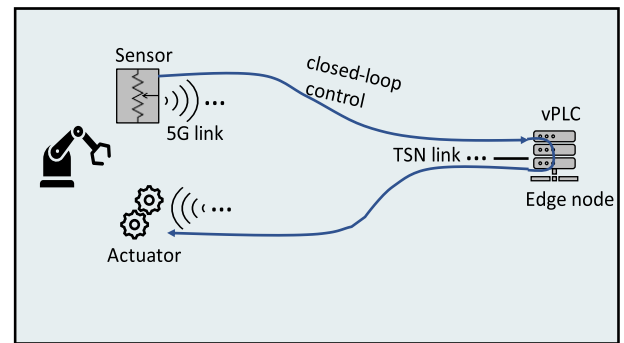 Sensor
closed-loop
control
5G link
vPLC
TSN link •••
Edge node
Actuator